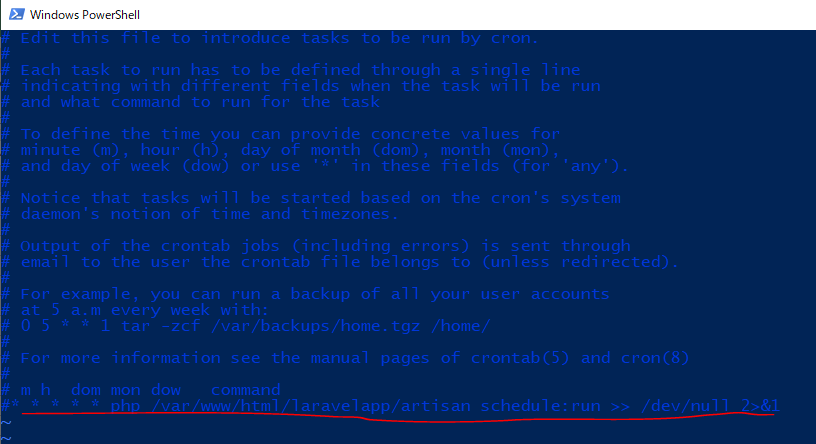 Windows PowerShell
# Edit this file to introduce tasks to be run by cron.
#
# Each task to run has to be defined through a single line
# indicating with different fields when the task will be run
# and what command to run for the task
#
# To define the time you can provide concrete values for
# minute (m), hour (h), day of month (dom), month (mon),
# and day of week (dow) or use '*' in these fields (for 'any').
#
# Notice that tasks will be started based on the cron's system
# daemon's notion of time and timezones.
#
# Output of the crontab jobs (including errors) is sent through
# email to the user the crontab file belongs to (unless redirected).
#
# For example, you can run a backup of all your user accounts
# at 5 a.m every week with:
# 0 5 * * 1 tar -zcf /var/backups/home.tgz /home/
#
# For more information see the manual pages of crontab(5) and cron(8)
#
# m h  dom mon dow   command
#* * * * * php /var/www/html/laravelapp/artisan schedule:run >> /dev/null 2>&1
~
~